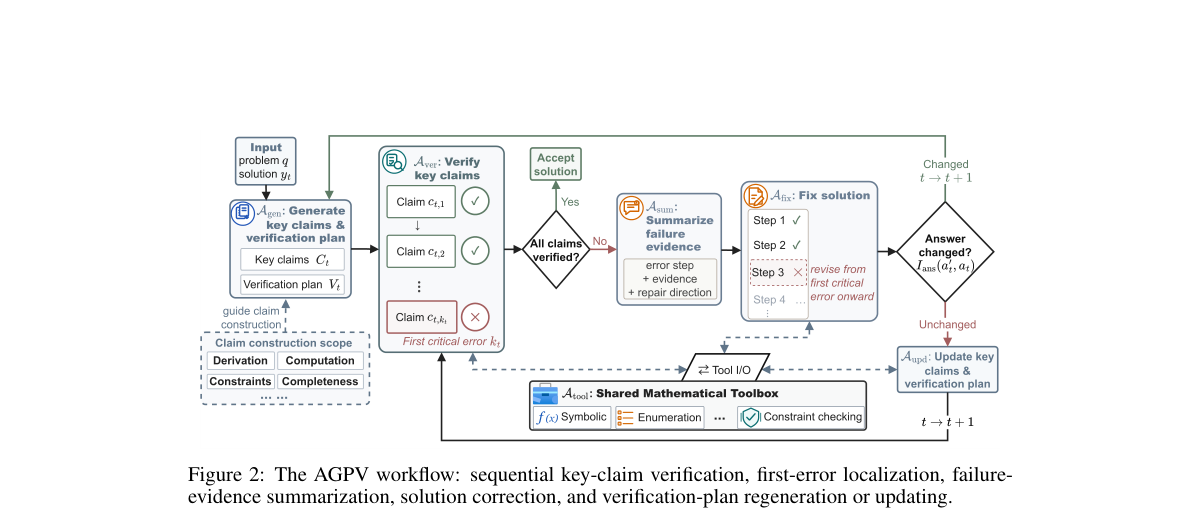 Input
problem q
solution y_t
A_gen: Generate
key claims &
verification plan
Key claims C_t
Verification plan V_t
guide claim
construction
Claim construction scope
Derivation
Computation
Constraints
Completeness
... ...
A_ver: Verify
key claims
Claim c_{t,1}
✓
↓
Claim c_{t,2}
✓
⋮
Claim c_{t,k_t}
×
First critical error k_t
All claims
verified?
Yes
Accept
solution
No
A_sum:
Summarize
failure
evidence
error step
+ evidence
+ repair direction
A_fix: Fix solution
Step 1 ✓
Step 2 ✓
Step 3 ×
Step 4 ...
⋮
revise from
first critical
error onward
Answer
changed?
I_ans(a'_t, a_t)
Changed
t → t + 1
Unchanged
A_upd: Update key
claims &
verification plan
t → t + 1
⇄ Tool I/O
A_tool: Shared Mathematical Toolbox
f(x) Symbolic
Enumeration
...
Constraint checking
Figure 2: The AGPV workflow: sequential key-claim verification, first-error localization, failure-
evidence summarization, solution correction, and verification-plan regeneration or updating.